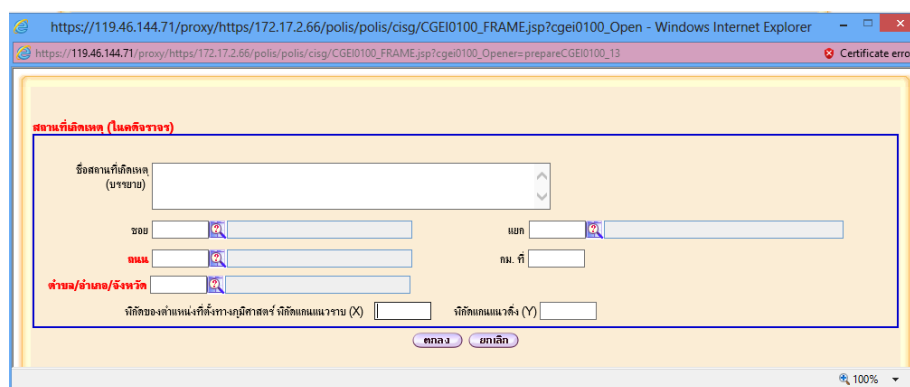 https://119.46.144.71/proxy/https/172.17.2.66/polis/polis/cisg/CGEI0100_FRAME.jsp?cgei0100_Open - Windows Internet Explorer
https://119.46.144.71/proxy/https/172.17.2.66/polis/polis/cisg/CGEI0100_FRAME.jsp?cgei0100_Opener=prepareCGEI0100_13 Certificate erro
สถานที่เกิดเหตุ (ในคดีจราจร)
ชื่อสถานที่เกิดเหตุ
(บรรยาย)
ซอย แยก
ถนน กม. ที่
ตำบล/อำเภอ/จังหวัด
พิกัดของตำแหน่งที่ตั้งทางภูมิศาสตร์ พิกัดแกนแนวราบ (X) พิกัดแกนแนวดิ่ง (Y)
ตกลง ยกเลิก
100%